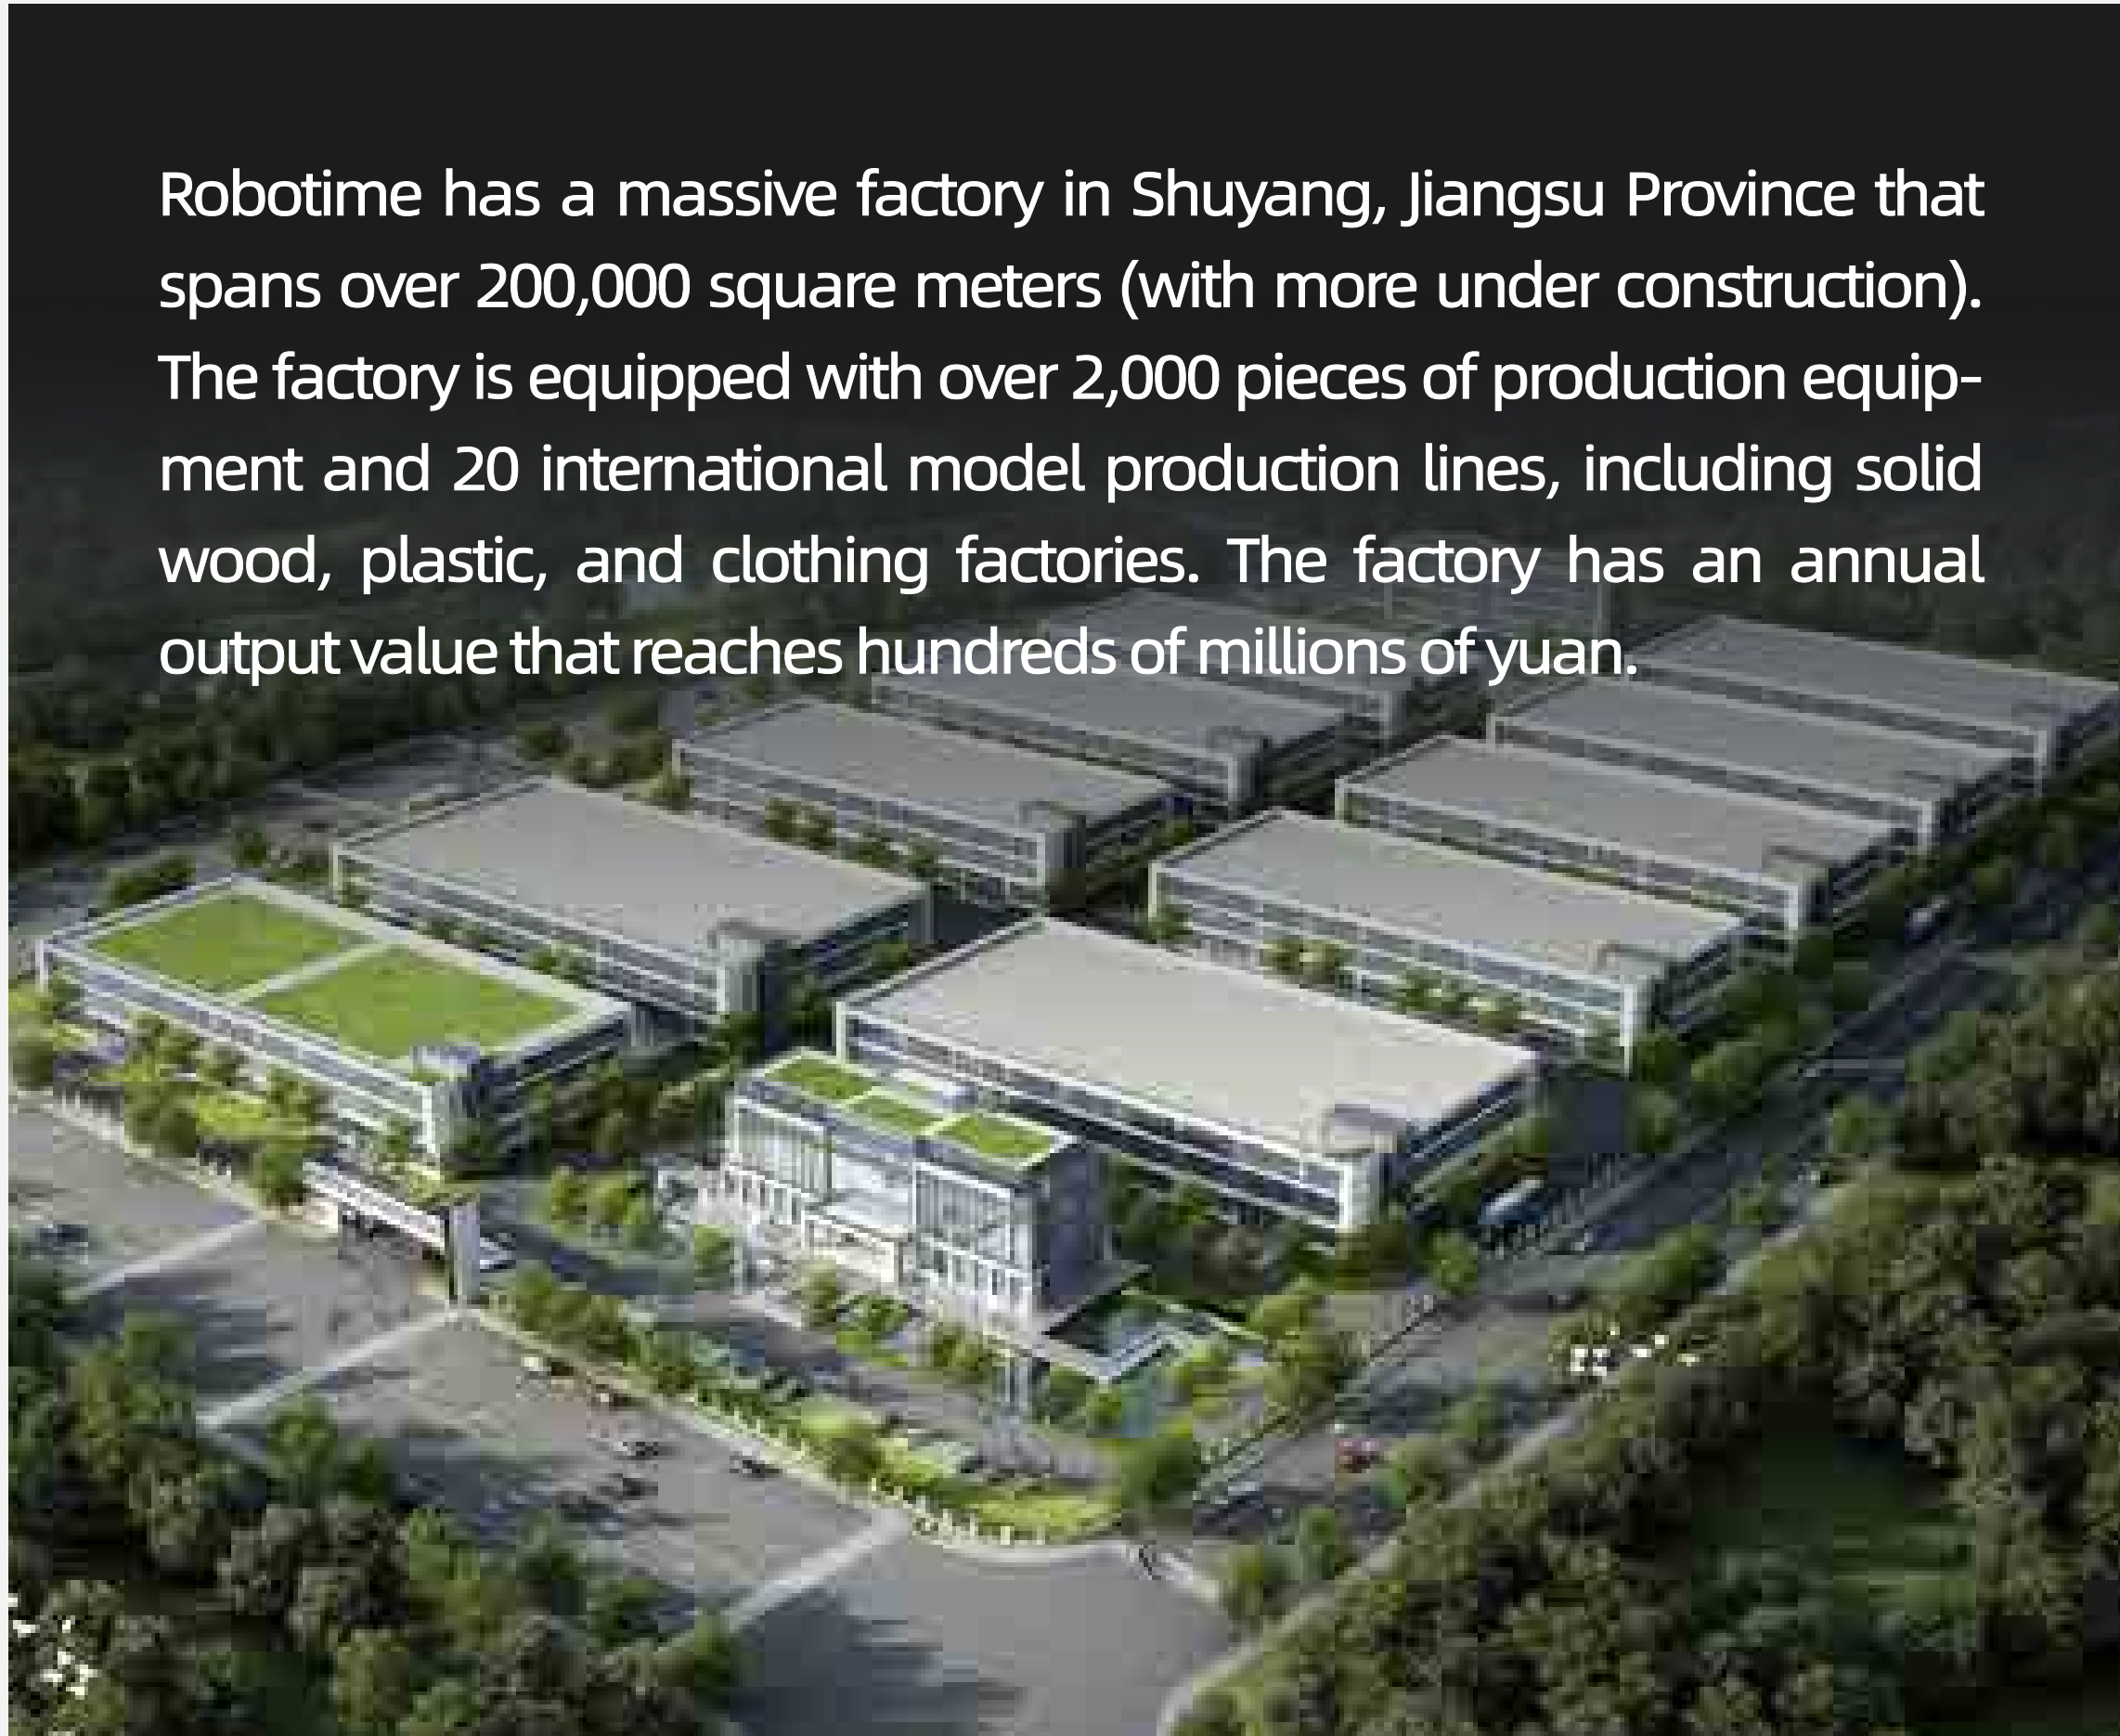 Robotime has a massive factory in Shuyang, Jiangsu Province that
spans over 200,000 square meters (with more under construction).
The factory is equipped with over 2,000 pieces of production equip-
ment and 20 international model production lines, including solid
wood, plastic, and clothing factories. The factory has an annual
output value that reaches hundreds of millions of yuan.